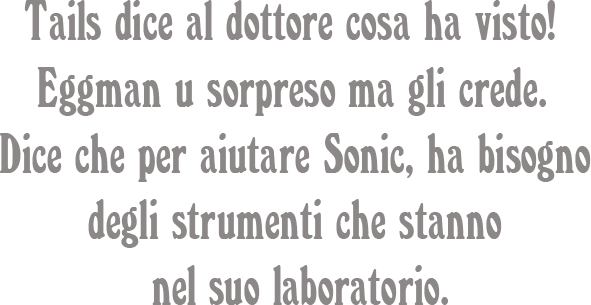 Tails dice al dottore cosa ha visto!
Eggman u sorpreso ma gli crede.
Dice che per aiutare Sonic, ha bisogno
degli strumenti che stanno
nel suo laboratorio.